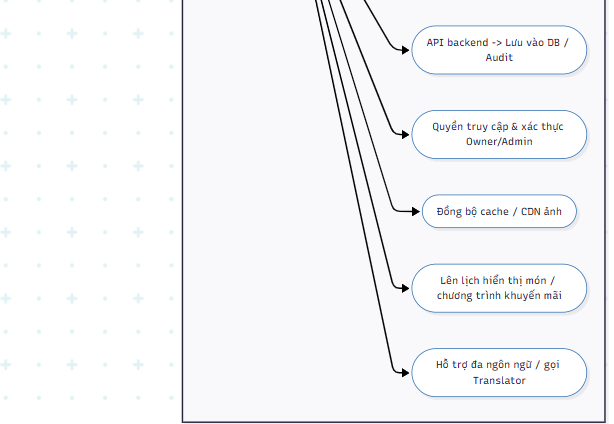 API backend -> Lưu vào DB /
Audit
Quyền truy cập & xác thực
Owner/Admin
Đồng bộ cache / CDN ảnh
Lên lịch hiển thị món /
chương trình khuyến mãi
Hỗ trợ đa ngôn ngữ / gọi
Translator